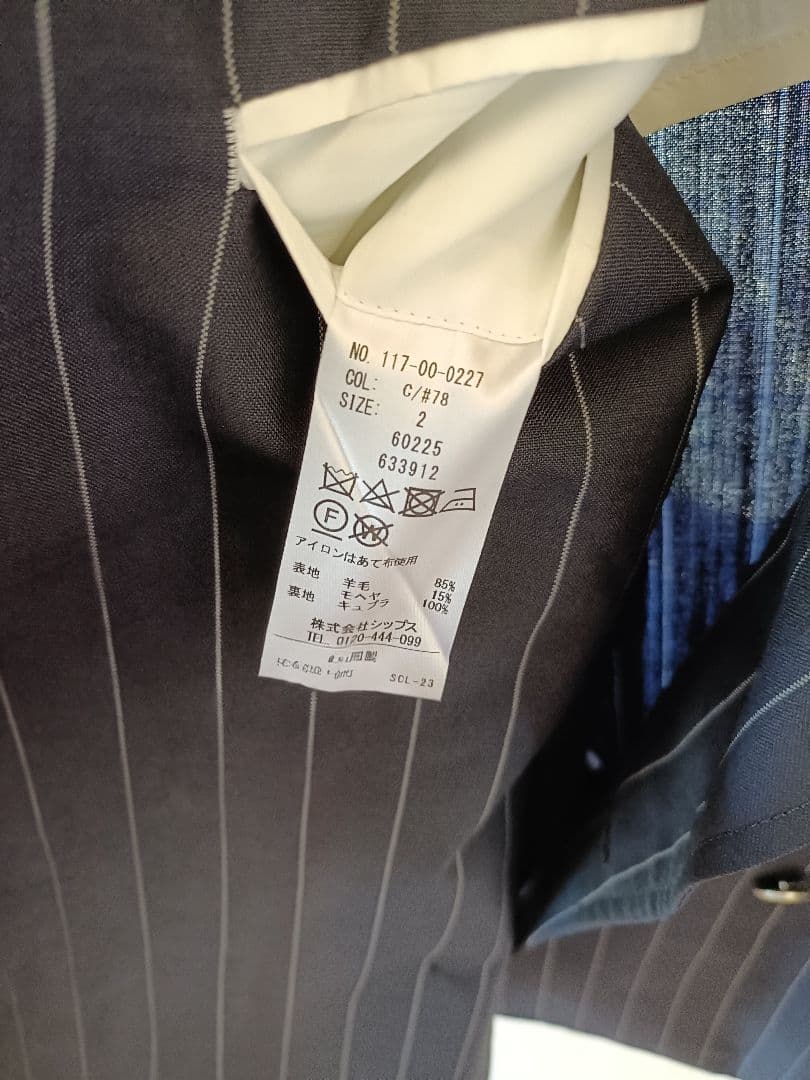 NO. 117-00-0227
COL: C/#78
SIZE: 2
60225
633912
F W
アイロンはあて布使用
表地 羊毛 85%
モヘヤ 15%
裏地 キュプラ 100%
株式会社シップス
TEL. 0120-444-099
SCL-23